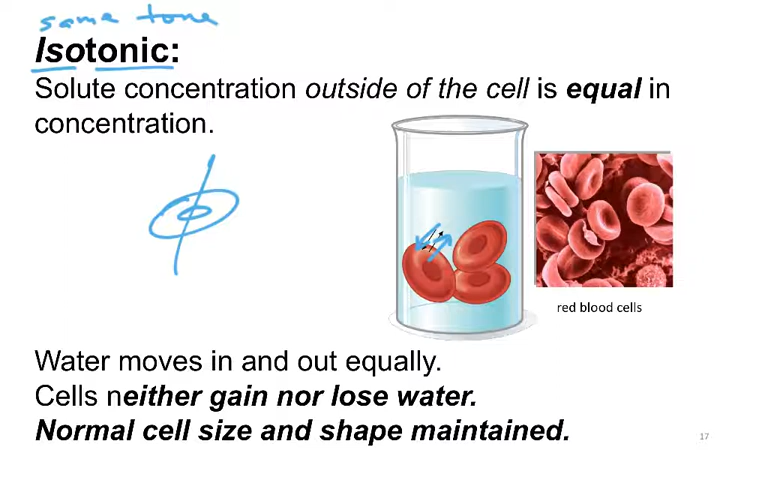 same tone
Isotonic:
Solute concentration outside of the cell is equal in
concentration.
red blood cells
Water moves in and out equally.
Cells neither gain nor lose water.
Normal cell size and shape maintained.
17